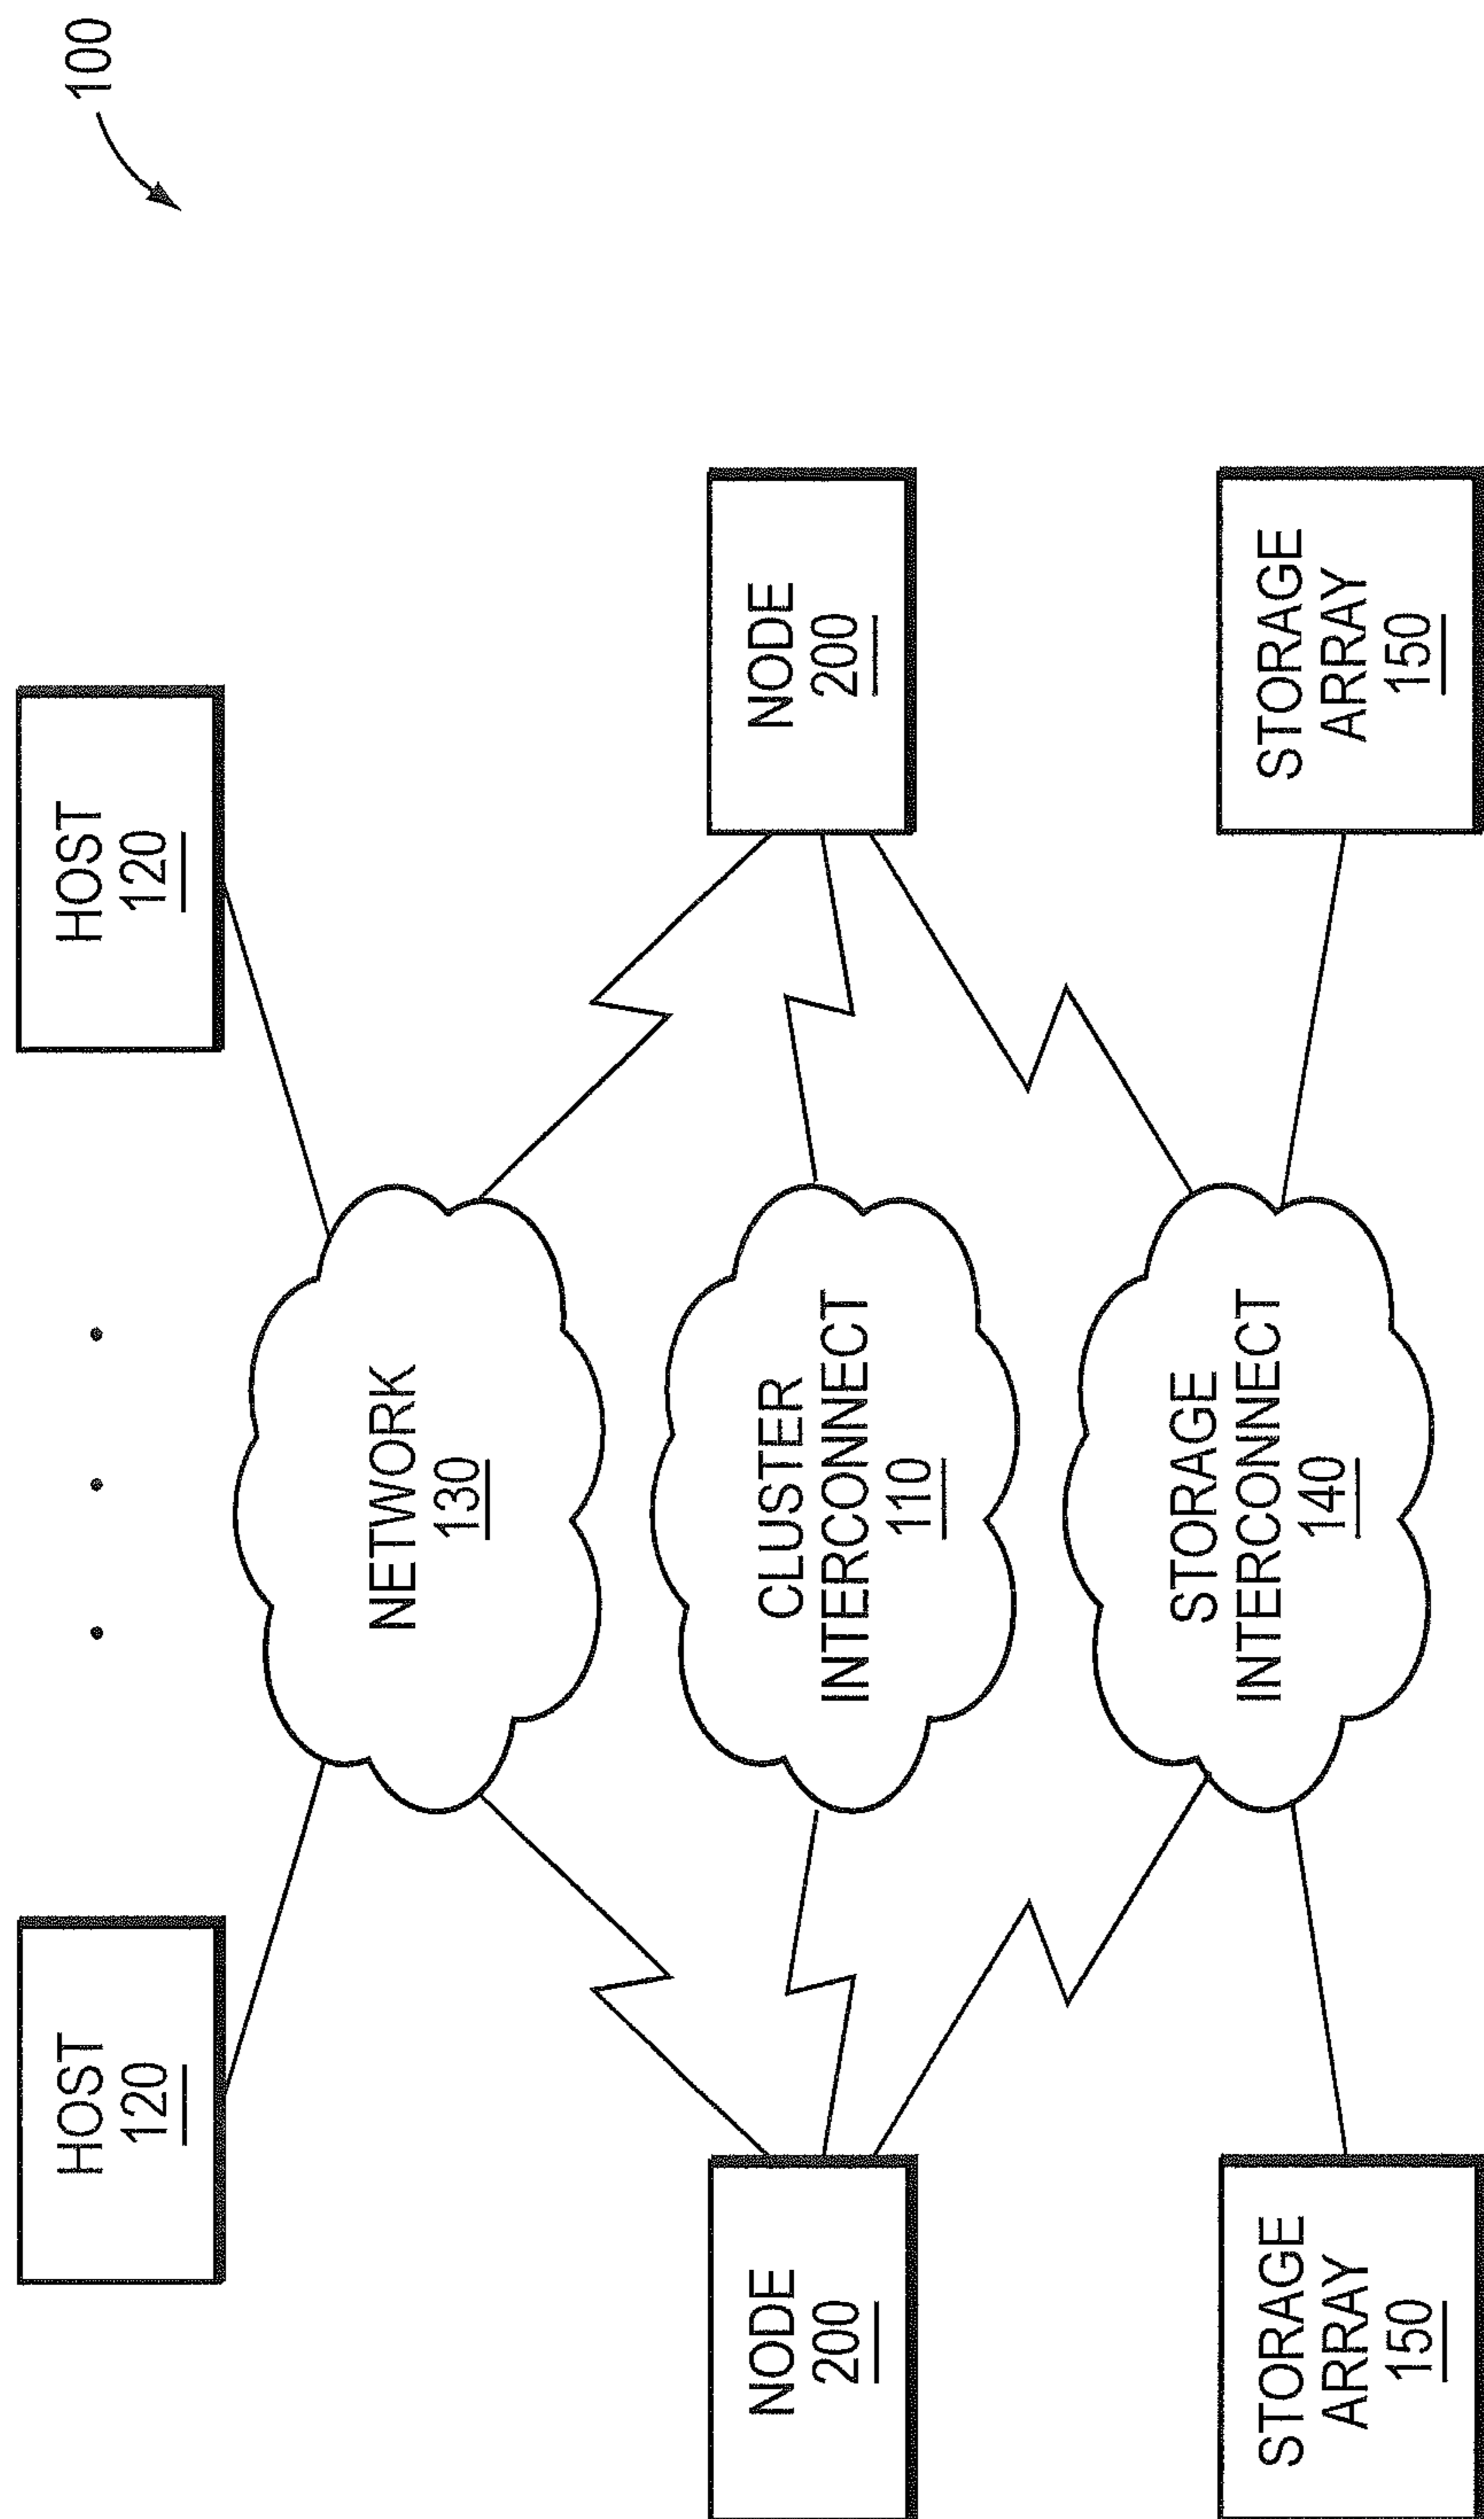 100
HOST
120
HOST
120
NETWORK
130
NODE
200
CLUSTER
INTERCONNECT
110
NODE
200
STORAGE
INTERCONNECT
140
STORAGE
ARRAY
150
STORAGE
ARRAY
150